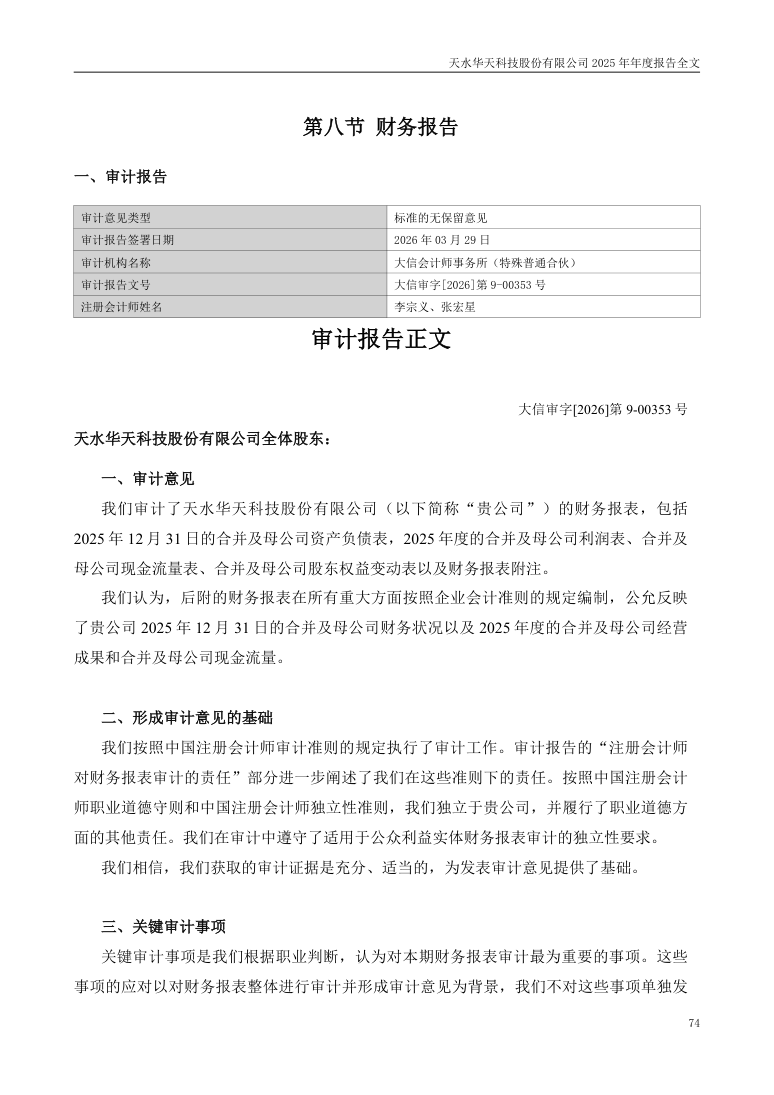 天水华天科技股份有限公司 2025 年年度报告全文
第八节 财务报告
一、审计报告
审计意见类型 标准的无保留意见
审计报告签署日期 2026 年 03 月 29 日
审计机构名称 大信会计师事务所（特殊普通合伙）
审计报告文号 大信审字[2026]第 9-00353 号
注册会计师姓名 李宗义、张宏星
审计报告正文
大信审字[2026]第 9-00353 号
天水华天科技股份有限公司全体股东：
一、审计意见
我们审计了天水华天科技股份有限公司（以下简称“贵公司”）的财务报表，包括
2025 年 12 月 31 日的合并及母公司资产负债表，2025 年度的合并及母公司利润表、合并及
母公司现金流量表、合并及母公司股东权益变动表以及财务报表附注。
我们认为，后附的财务报表在所有重大方面按照企业会计准则的规定编制，公允反映
了贵公司 2025 年 12 月 31 日的合并及母公司财务状况以及 2025 年度的合并及母公司经营
成果和合并及母公司现金流量。
二、形成审计意见的基础
我们按照中国注册会计师审计准则的规定执行了审计工作。审计报告的“注册会计师
对财务报表审计的责任”部分进一步阐述了我们在这些准则下的责任。按照中国注册会计
师职业道德守则和中国注册会计师独立性准则，我们独立于贵公司，并履行了职业道德方
面的其他责任。我们在审计中遵守了适用于公众利益实体财务报表审计的独立性要求。
我们相信，我们获取的审计证据是充分、适当的，为发表审计意见提供了基础。
三、关键审计事项
关键审计事项是我们根据职业判断，认为对本期财务报表审计最为重要的事项。这些
事项的应对以对财务报表整体进行审计并形成审计意见为背景，我们不对这些事项单独发
74